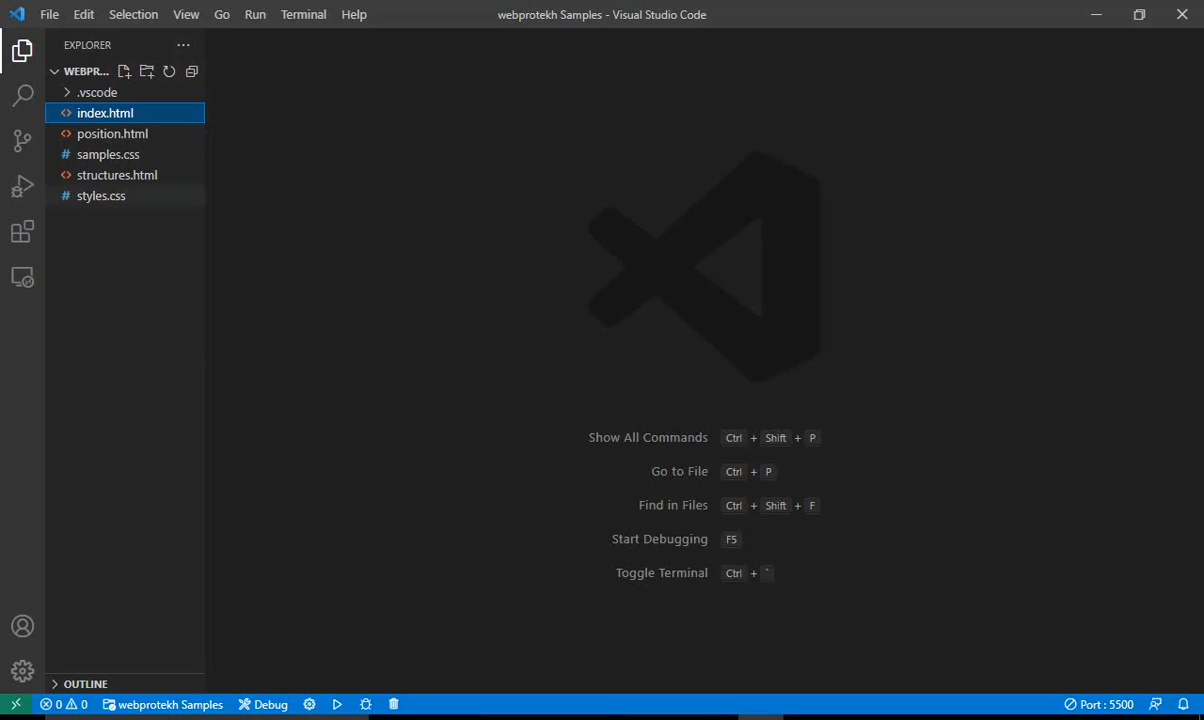 File Edit Selection View Go Run Terminal Help webprotekh Samples - Visual Studio Code
EXPLORER
WEBPR...
.vscode
index.html
position.html
samples.css
structures.html
styles.css
Show All Commands Ctrl + Shift + P
Go to File Ctrl + P
Find in Files Ctrl + Shift + F
Start Debugging F5
Toggle Terminal Ctrl + `
OUTLINE
0 0 webprotekh Samples Debug Port : 5500